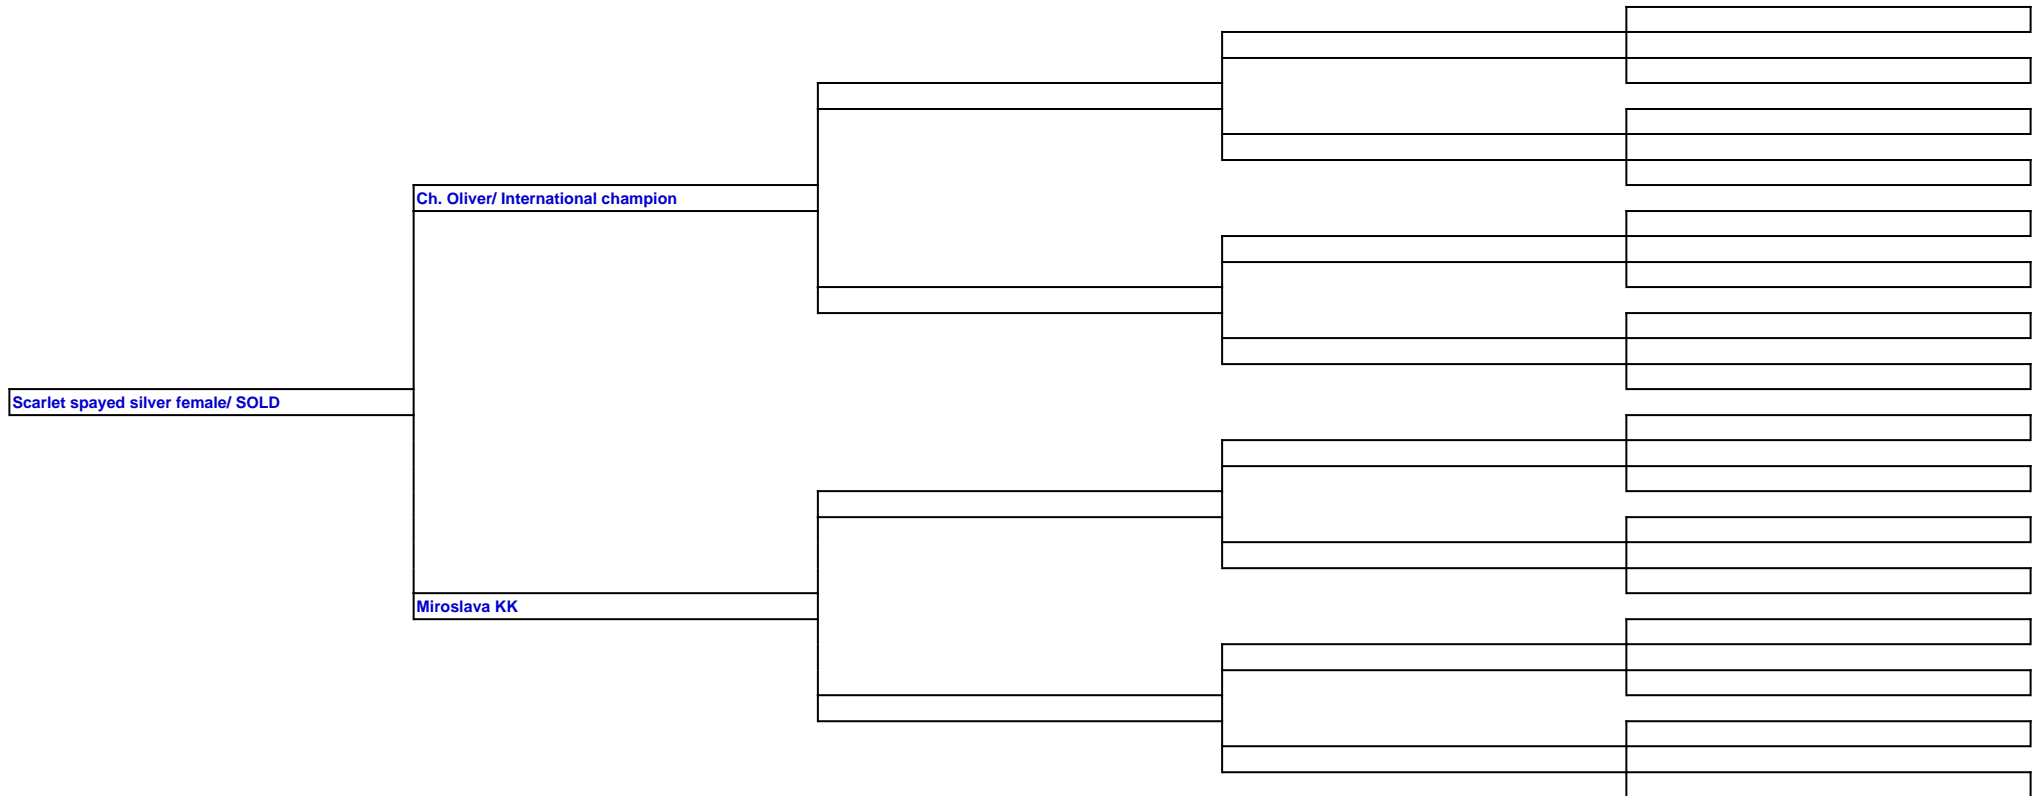 Ch. Oliver/ International champion
Scarlet spayed silver female/ SOLD
Miroslava KK